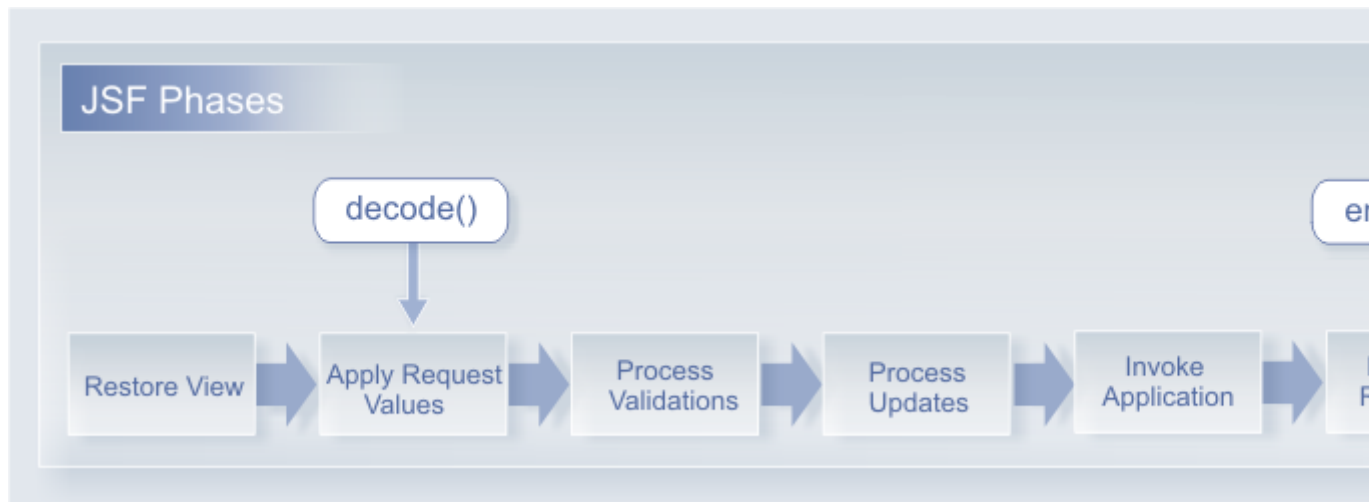 JSF Phases
decode()
Restore View
Apply Request
Values
Process
Validations
Process
Updates
Invoke
Application